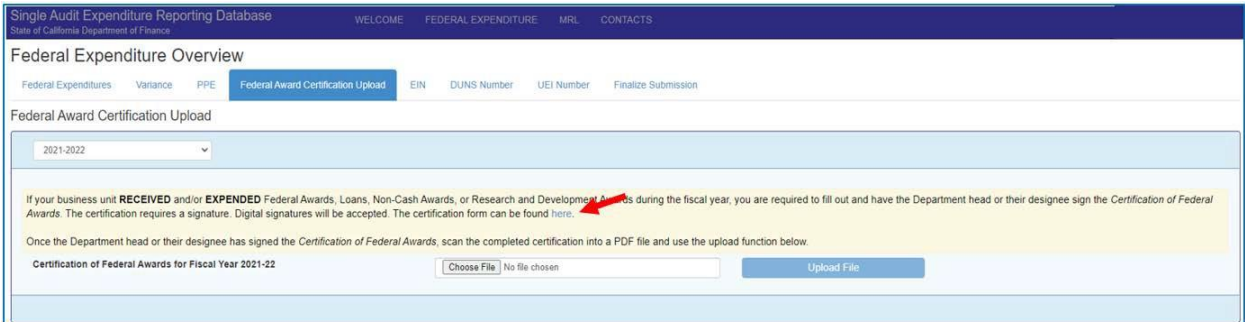 Single Audit Expenditure Reporting Database
State of California Department of Finance
WELCOME FEDERAL EXPENDITURE MRL CONTACTS
Federal Expenditure Overview
Federal Expenditures Variance PPE Federal Award Certification Upload EIN DUNS Number UEI Number Finalize Submission
Federal Award Certification Upload
2021-2022
If your business unit RECEIVED and/or EXPENDED Federal Awards, Loans, Non-Cash Awards, or Research and Development Awards during the fiscal year, you are required to fill out and have the Department head or their designee sign the Certification of Federal
Awards. The certification requires a signature. Digital signatures will be accepted. The certification form can be found here.
Once the Department head or their designee has signed the Certification of Federal Awards, scan the completed certification into a PDF file and use the upload function below.
Certification of Federal Awards for Fiscal Year 2021-22 Choose File No file chosen Upload File